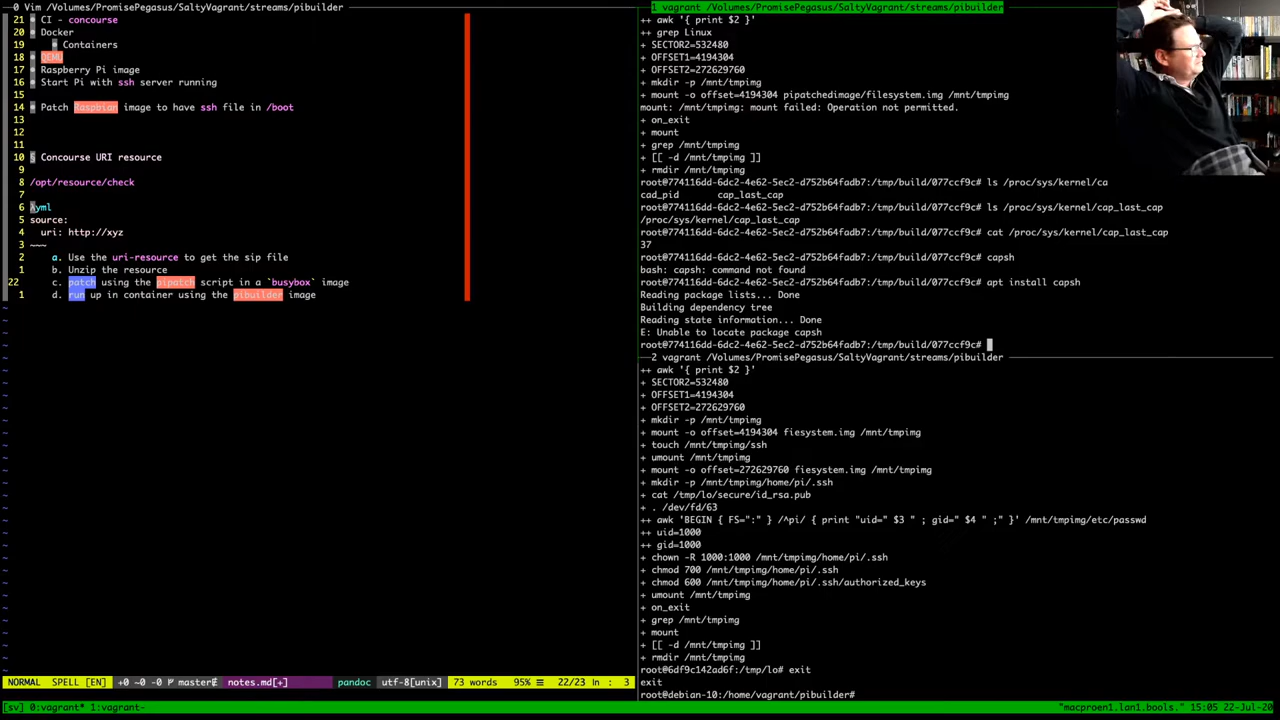 0 Vim /Volumes/PromisePegasus/SaltyVagrant/streams/pibuilder
21 CI - concourse
20 Docker
19 Containers
18 QEMU
17 Raspberry Pi image
16 Start Pi with ssh server running
15
14 Patch Raspbian image to have ssh file in /boot
13
12
11
10 § Concourse URI resource
9
8 /opt/resource/check
7
6 λyml
5 source:
4 uri: http://xyz
3 ~~~
2 a. Use the uri-resource to get the sip file
1 b. Unzip the resource
22 c. patch using the pipatch script in a `busybox` image
1 d. run up in container using the pibuilder image
NORMAL SPELL [EN] +0 ~0 -0 master notes.md[+] pandoc utf-8[unix] 73 words 95% 22/23 in : 3
1 vagrant /Volumes/PromisePegasus/SaltyVagrant/streams/pibuilder
++ awk '{ print $2 }'
++ grep Linux
+ SECTOR2=532480
+ OFFSET1=4194304
+ OFFSET2=272629760
+ mkdir -p /mnt/tmpimg
+ mount -o offset=4194304 pipatchedimage/filesystem.img /mnt/tmpimg
mount: /mnt/tmpimg: mount failed: Operation not permitted.
+ on_exit
+ mount
+ grep /mnt/tmpimg
+ [[ -d /mnt/tmpimg ]]
+ rmdir /mnt/tmpimg
root@774116dd-6dc2-4e62-5ec2-d752b64fadb7:/tmp/build/077ccf9c# ls /proc/sys/kernel/ca
cad_pid cap_last_cap
root@774116dd-6dc2-4e62-5ec2-d752b64fadb7:/tmp/build/077ccf9c# ls /proc/sys/kernel/cap_last_cap
/proc/sys/kernel/cap_last_cap
root@774116dd-6dc2-4e62-5ec2-d752b64fadb7:/tmp/build/077ccf9c# cat /proc/sys/kernel/cap_last_cap
37
root@774116dd-6dc2-4e62-5ec2-d752b64fadb7:/tmp/build/077ccf9c# capsh
bash: capsh: command not found
root@774116dd-6dc2-4e62-5ec2-d752b64fadb7:/tmp/build/077ccf9c# apt install capsh
Reading package lists... Done
Building dependency tree
Reading state information... Done
E: Unable to locate package capsh
root@774116dd-6dc2-4e62-5ec2-d752b64fadb7:/tmp/build/077ccf9c#
2 vagrant /Volumes/PromisePegasus/SaltyVagrant/streams/pibuilder
++ awk '{ print $2 }'
+ SECTOR2=532480
+ OFFSET1=4194304
+ OFFSET2=272629760
+ mkdir -p /mnt/tmpimg
+ mount -o offset=4194304 fiesystem.img /mnt/tmpimg
+ touch /mnt/tmpimg/ssh
+ umount /mnt/tmpimg
+ mount -o offset=272629760 fiesystem.img /mnt/tmpimg
+ mkdir -p /mnt/tmpimg/home/pi/.ssh
+ cat /tmp/lo/secure/id_rsa.pub
+ . /dev/fd/63
++ awk 'BEGIN { FS=":" } /^pi/ { print "uid=" $3 " ; gid=" $4 " ;" }' /mnt/tmpimg/etc/passwd
++ uid=1000
++ gid=1000
+ chown -R 1000:1000 /mnt/tmpimg/home/pi/.ssh
+ chmod 700 /mnt/tmpimg/home/pi/.ssh
+ chmod 600 /mnt/tmpimg/home/pi/.ssh/authorized_keys
+ umount /mnt/tmpimg
+ on_exit
+ grep /mnt/tmpimg
+ mount
+ [[ -d /mnt/tmpimg ]]
+ rmdir /mnt/tmpimg
root@6df9c142ad6f:/tmp/lo# exit
exit
root@debian-10:/home/vagrant/pibuilder#
[sv] 0:vagrant* 1:vagrant- "macproen1.lan1.bools." 15:05 22-Jul-20